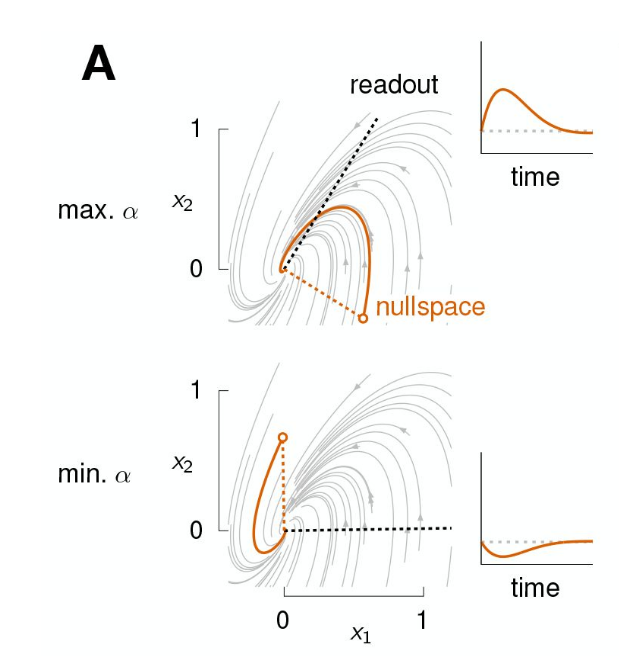 A
readout
1
time
max. α
x₂
0
nullspace
1
min. α
x₂
0
time
0
1
x₁